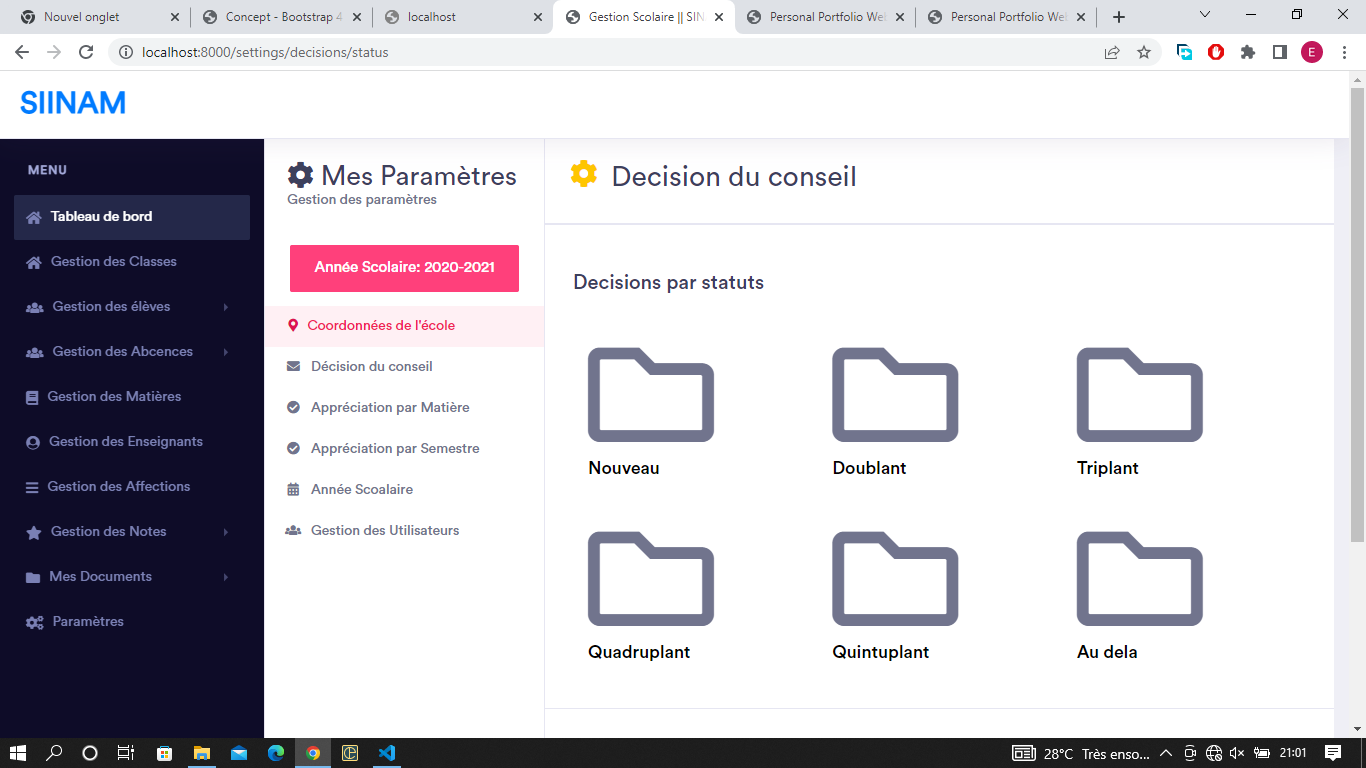 Nouvel onglet
Concept - Bootstrap 4
localhost
Gestion Scolaire || SIN
Personal Portfolio Wel
Personal Portfolio Wel
localhost:8000/settings/decisions/status
E
SIINAM
MENU
Tableau de bord
Gestion des Classes
Gestion des élèves
Gestion des Abcences
Gestion des Matières
Gestion des Enseignants
Gestion des Affections
Gestion des Notes
Mes Documents
Paramètres
Mes Paramètres
Gestion des paramètres
Année Scolaire: 2020-2021
Coordonnées de l'école
Décision du conseil
Appréciation par Matière
Appréciation par Semestre
Année Scoalaire
Gestion des Utilisateurs
Decision du conseil
Decisions par statuts
Nouveau
Doublant
Triplant
Quadruplant
Quintuplant
Au dela
28°C Très enso...
21:01